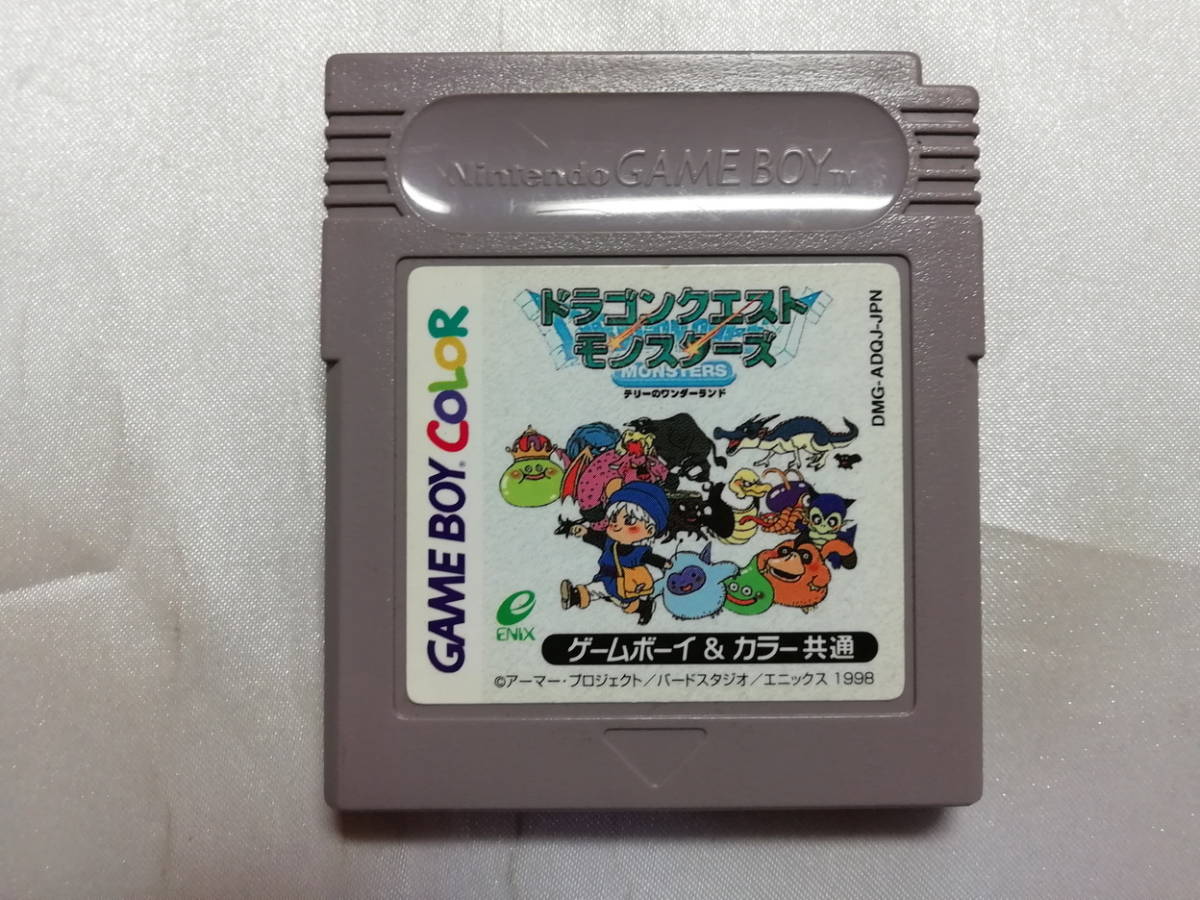 Nintendo GAME BOY TM
GAME BOY COLOR
ドラゴンクエスト
モンスターズ
MONSTERS
テリーのワンダーランド
DMG-ADQJ-JPN
ENIX
ゲームボーイ & カラー共通
©アーマー・プロジェクト/バードスタジオ/エニックス 1998